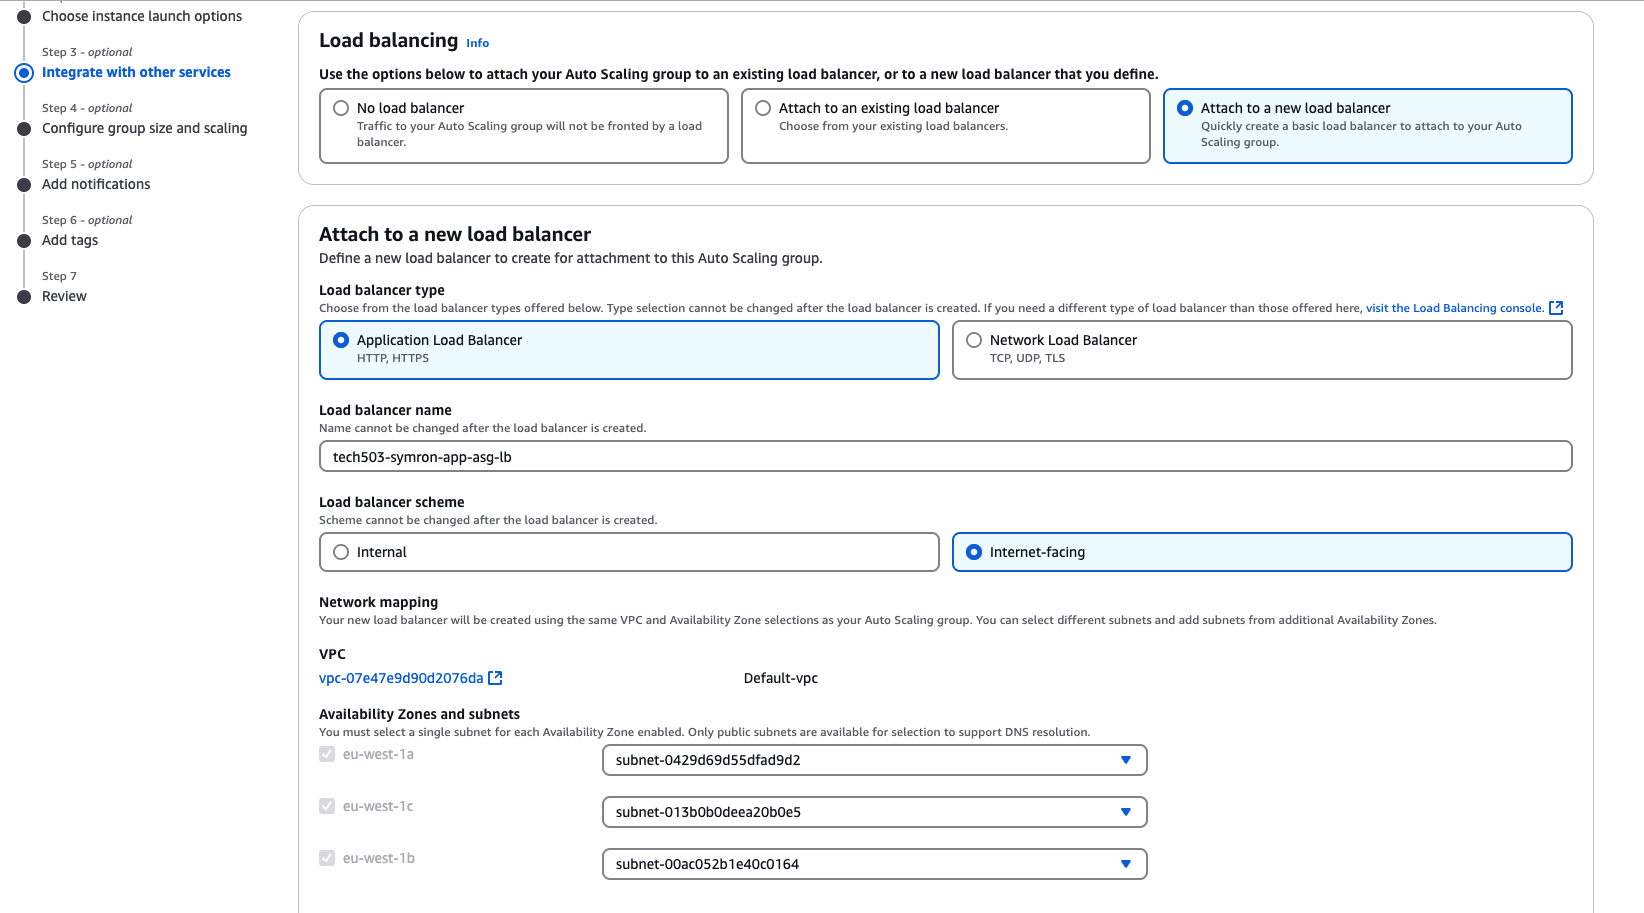 Choose instance launch options
Step 3 - optional
Integrate with other services
Step 4 - optional
Configure group size and scaling
Step 5 - optional
Add notifications
Step 6 - optional
Add tags
Step 7
Review
Load balancing Info
Use the options below to attach your Auto Scaling group to an existing load balancer, or to a new load balancer that you define.
No load balancer
Traffic to your Auto Scaling group will not be fronted by a load
balancer.
Attach to an existing load balancer
Choose from your existing load balancers.
Attach to a new load balancer
Quickly create a basic load balancer to attach to your Auto
Scaling group.
Attach to a new load balancer
Define a new load balancer to create for attachment to this Auto Scaling group.
Load balancer type
Choose from the load balancer types offered below. Type selection cannot be changed after the load balancer is created. If you need a different type of load balancer than those offered here, visit the Load Balancing console.
Application Load Balancer
HTTP, HTTPS
Network Load Balancer
TCP, UDP, TLS
Load balancer name
Name cannot be changed after the load balancer is created.
tech503-symron-app-asg-lb
Load balancer scheme
Scheme cannot be changed after the load balancer is created.
Internal
Internet-facing
Network mapping
Your new load balancer will be created using the same VPC and Availability Zone selections as your Auto Scaling group. You can select different subnets and add subnets from additional Availability Zones.
VPC
vpc-07e47e9d90d2076da
Default-vpc
Availability Zones and subnets
You must select a single subnet for each Availability Zone enabled. Only public subnets are available for selection to support DNS resolution.
eu-west-1a
subnet-0429d69d55dfad9d2
eu-west-1c
subnet-013b0b0deea20b0e5
eu-west-1b
subnet-00ac052b1e40c0164